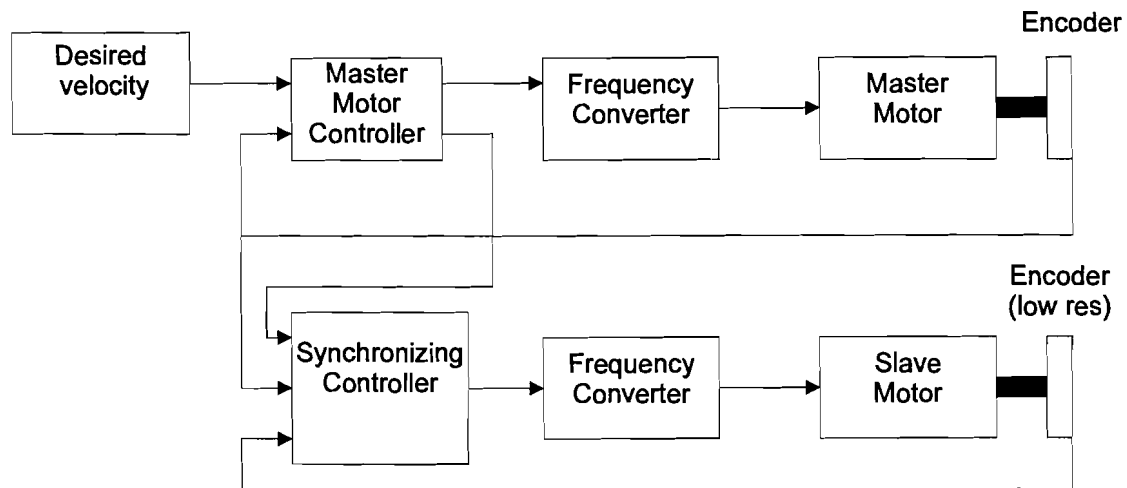 Encoder
Desired
velocity
Master
Motor
Controller
Frequency
Converter
Master
Motor
Encoder
(low res)
Synchronizing
Controller
Frequency
Converter
Slave
Motor